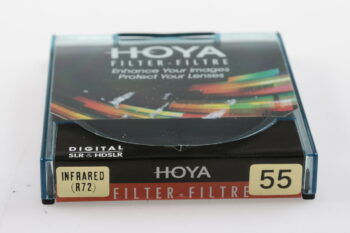 HOYA
FILTER-FILTRE
Enhance Your Images
Protect Your Lenses
DIGITAL
SLR & HDSLR
HOYA
INFRARED
(R72)
FILTER-FILTRE
55